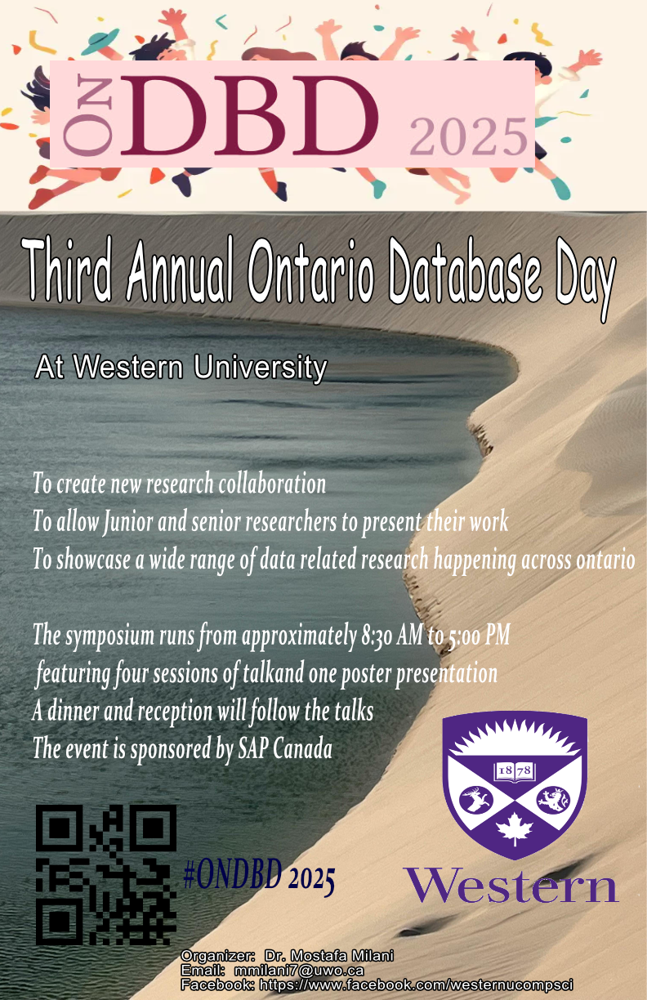 ON DBD 2025
Third Annual Ontario Database Day
At Western University
To create new research collaboration
To allow Junior and senior researchers to present their work
To showcase a wide range of data related research happening across ontario
The symposium runs from approximately 8:30 AM to 5:00 PM
featuring four sessions of talkand one poster presentation
A dinner and reception will follow the talks
The event is sponsored by SAP Canada
1878
#ONDBD 2025
Western
Organizer: Dr. Mostafa Milani
Email: mmilani7@uwo.ca
Facebook: https://www.facebook.com/westernucompsci